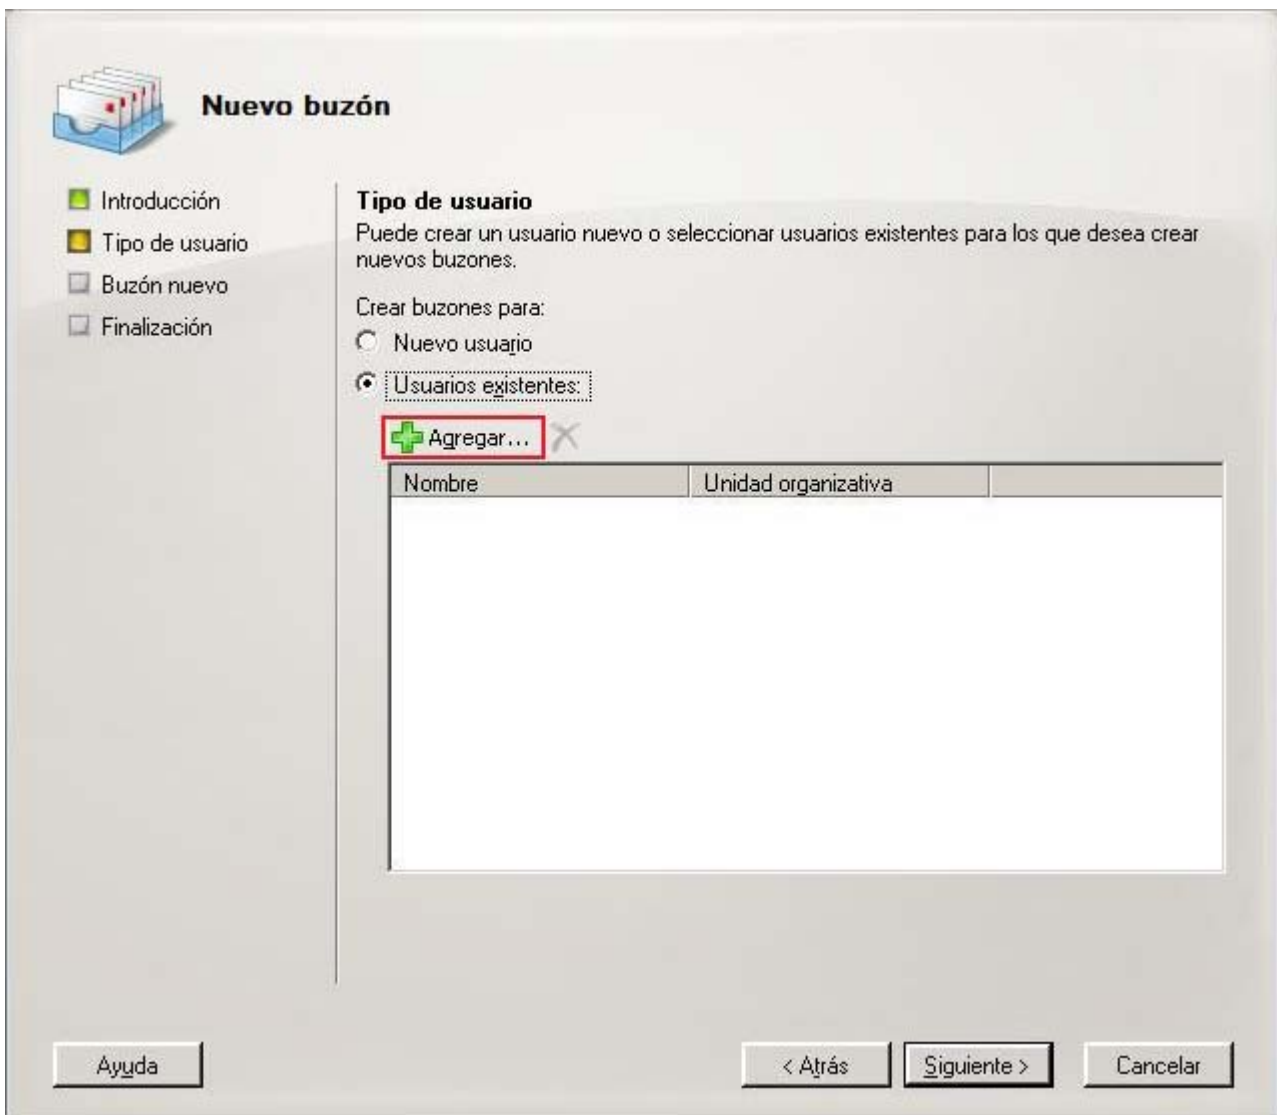 Nuevo buzón
Introducción
Tipo de usuario
Buzón nuevo
Finalización
Tipo de usuario
Puede crear un usuario nuevo o seleccionar usuarios existentes para los que desea crear
nuevos buzones.
Crear buzones para:
Nuevo usuario
Usuarios existentes:
Agregar...
Nombre Unidad organizativa
Ayuda < Atrás Siguiente > Cancelar